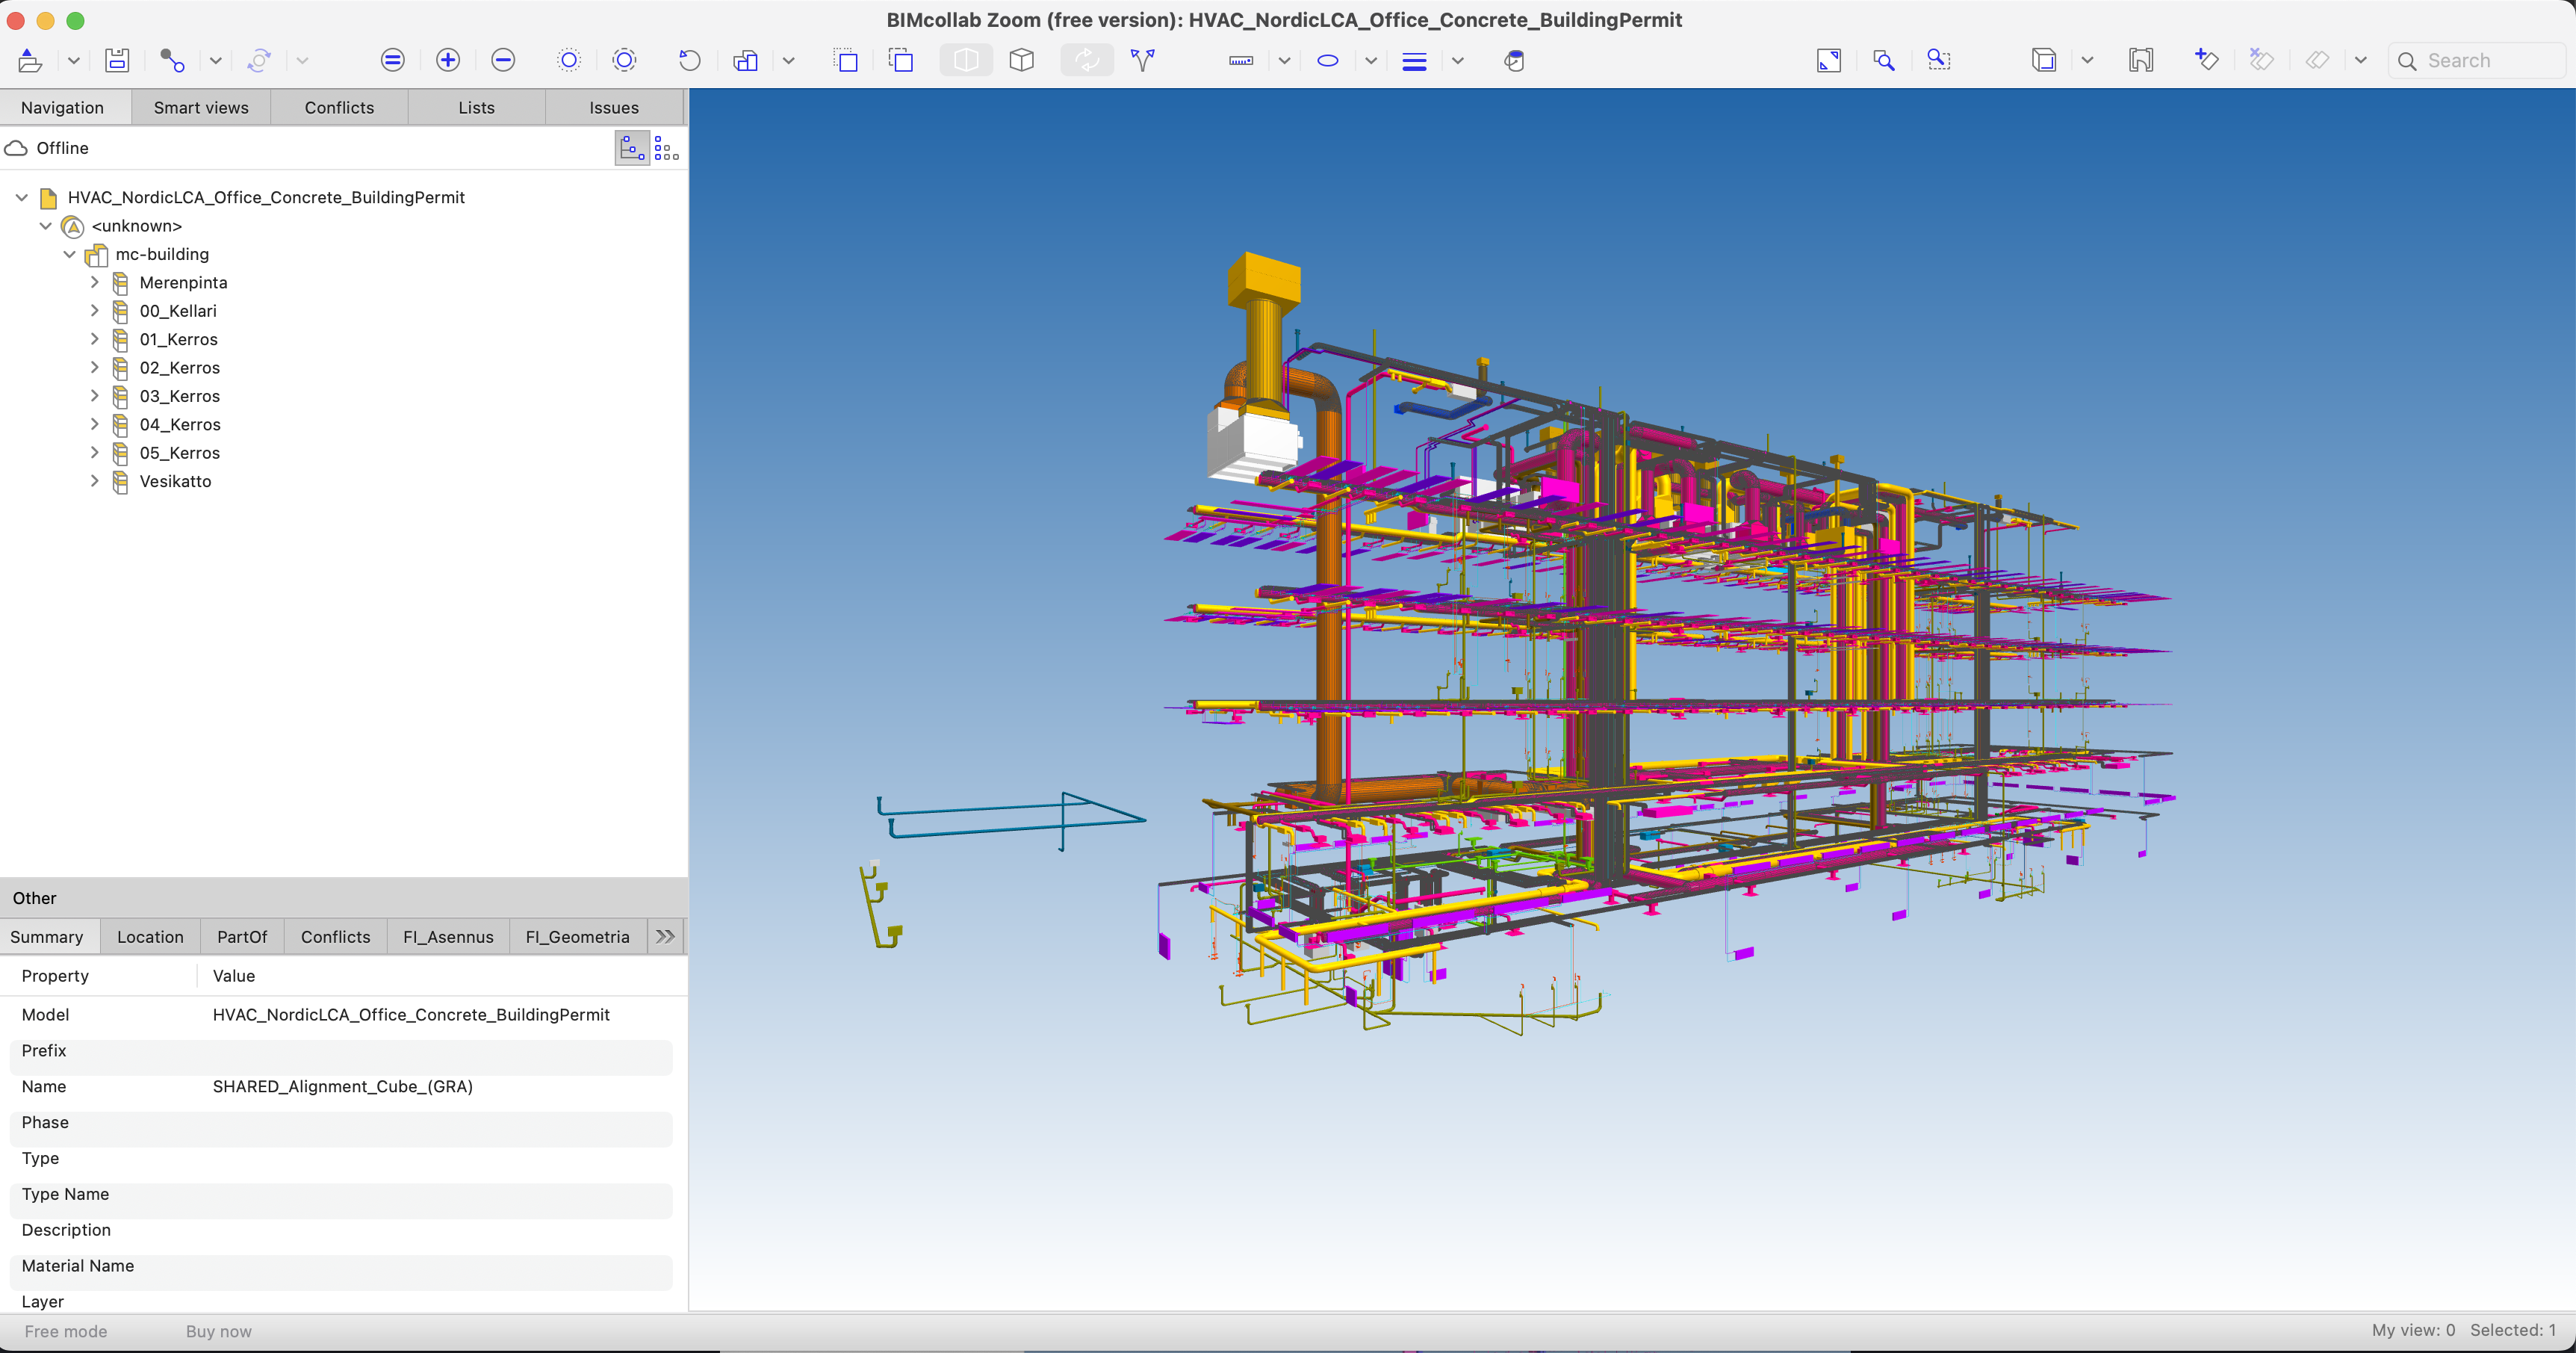 BIMcollab Zoom (free version): HVAC_NordicLCA_Office_Concrete_BuildingPermit
Search
Navigation Smart views Conflicts Lists Issues
Offline
HVAC_NordicLCA_Office_Concrete_BuildingPermit
<unknown>
mc-building
Merenpinta
00_Kellari
01_Kerros
02_Kerros
03_Kerros
04_Kerros
05_Kerros
Vesikatto
Other
Summary Location PartOf Conflicts FI_Asennus FI_Geometria
Property Value
Model HVAC_NordicLCA_Office_Concrete_BuildingPermit
Prefix
Name SHARED_Alignment_Cube_(GRA)
Phase
Type
Type Name
Description
Material Name
Layer
Free mode Buy now My view: 0 Selected: 1